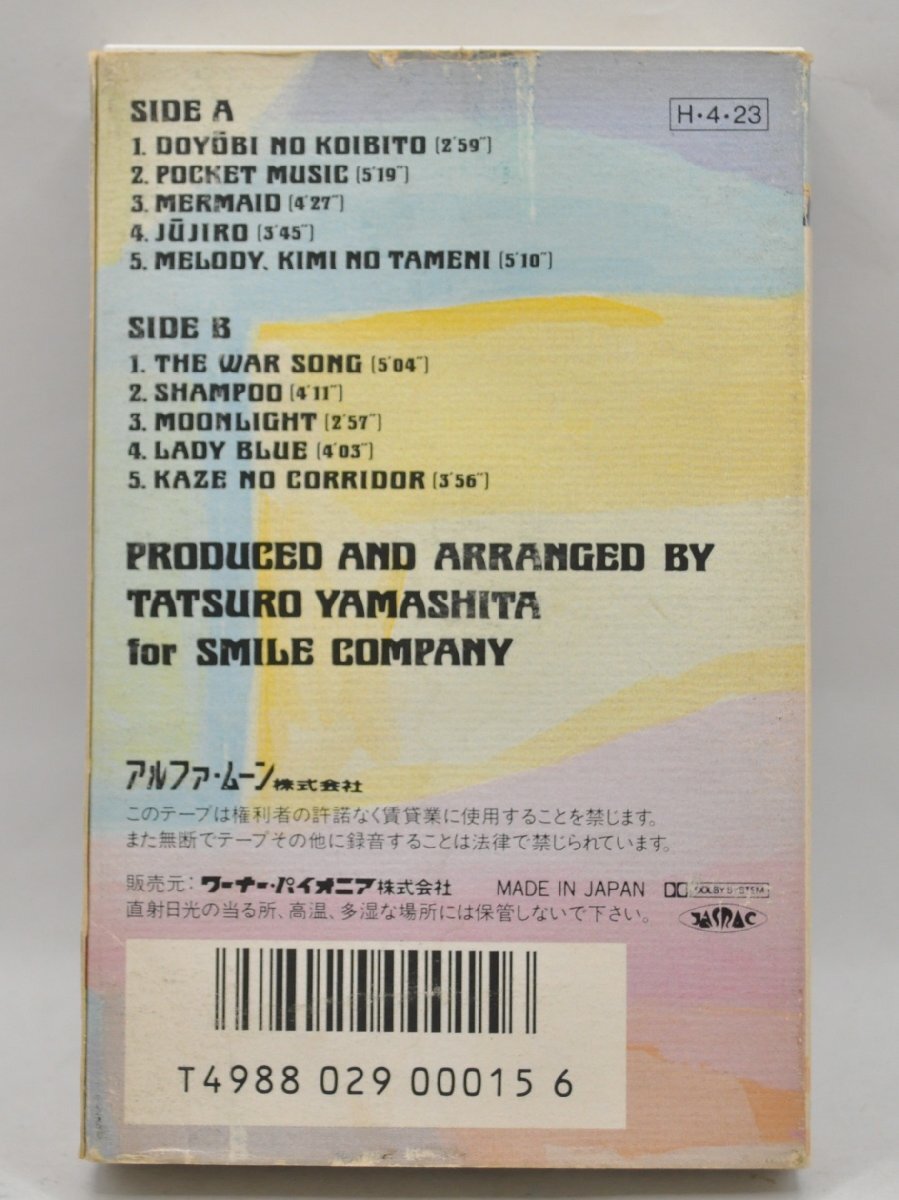 SIDE A
H・4・23
1. DOYŌBI NO KOIBITO (2'59")
2. POCKET MUSIC (5'19")
3. MERMAID (4'27")
4. JŪJIRO (3'45")
5. MELODY, KIMI NO TAMENI (5'10")
SIDE B
1. THE WAR SONG (5'04")
2. SHAMPOO (4'11")
3. MOONLIGHT (2'57")
4. LADY BLUE (4'03")
5. KAZE NO CORRIDOR (3'56")
PRODUCED AND ARRANGED BY
TATSURO YAMASHITA
for SMILE COMPANY
アルファ・ムーン株式会社
このテープは権利者の許諾なく賃貸業に使用することを禁じます。
また無断でテープその他に録音することは法律で禁じられています。
販売元：ワーナー・パイオニア株式会社 MADE IN JAPAN DOLBY SYSTEM
直射日光の当る所、高温、多湿な場所には保管しないで下さい。 JASRAC
T4988 029 00015 6